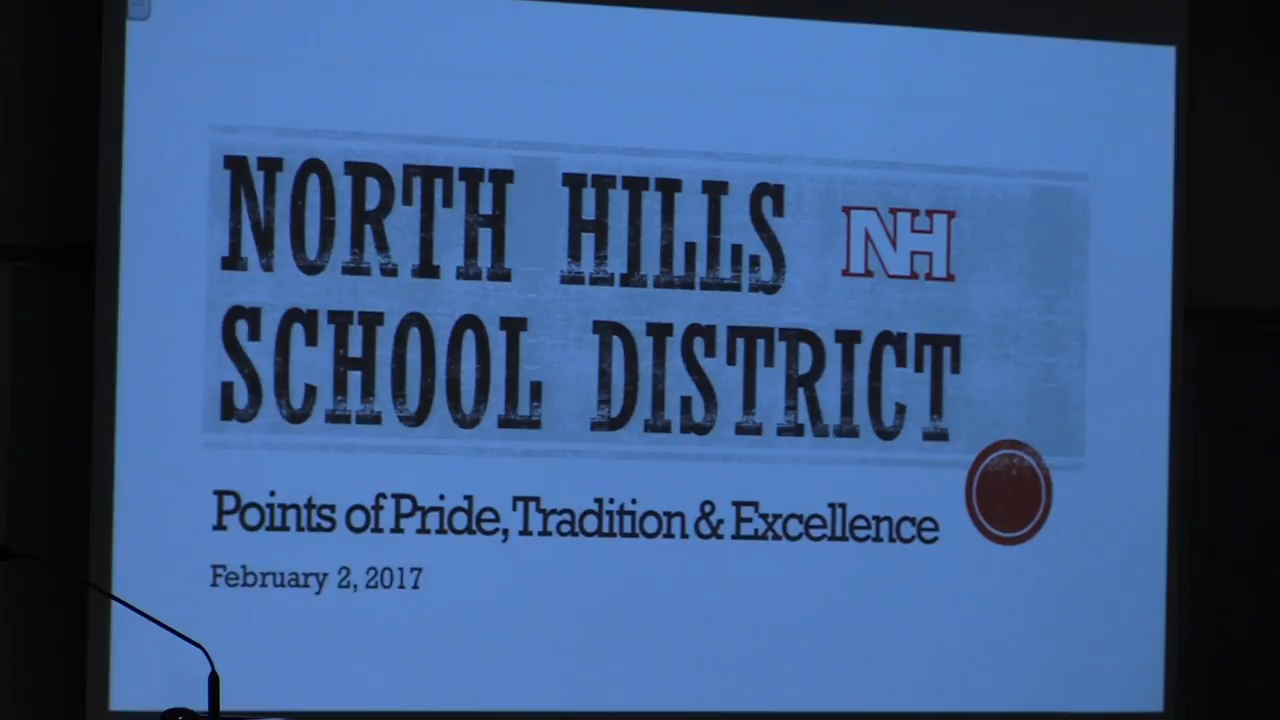 NORTH HILLS NH
SCHOOL DISTRICT
Points of Pride, Tradition & Excellence
February 2, 2017